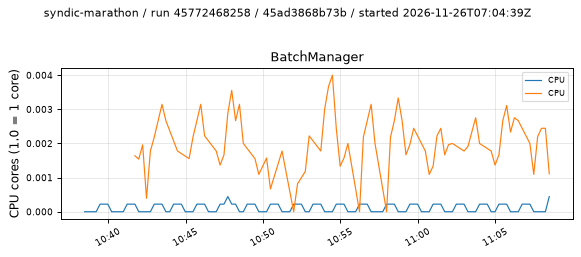 syndic-marathon / run 45772468258 / 45ad3868b73b / started 2026-11-26T07:04:39Z
BatchManager
CPU cores (1.0 = 1 core)
0.004
0.003
0.002
0.001
0.000
CPU
CPU
10:40
10:45
10:50
10:55
11:00
11:05